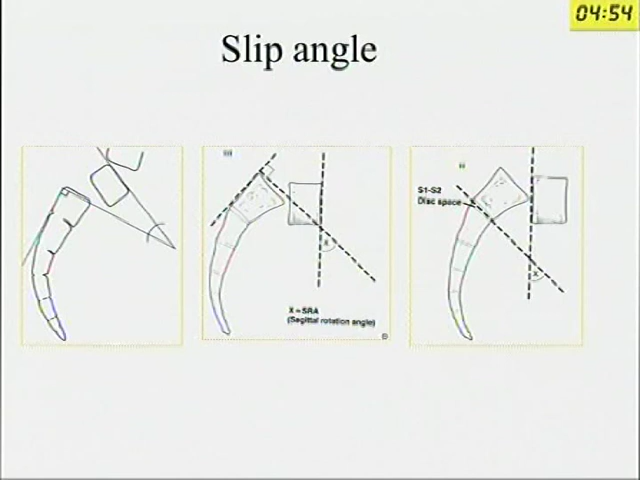 04:54
Slip angle
iii
X
X = SRA
(Sagittal rotation angle)
ii
S1-S2
Disc space
X